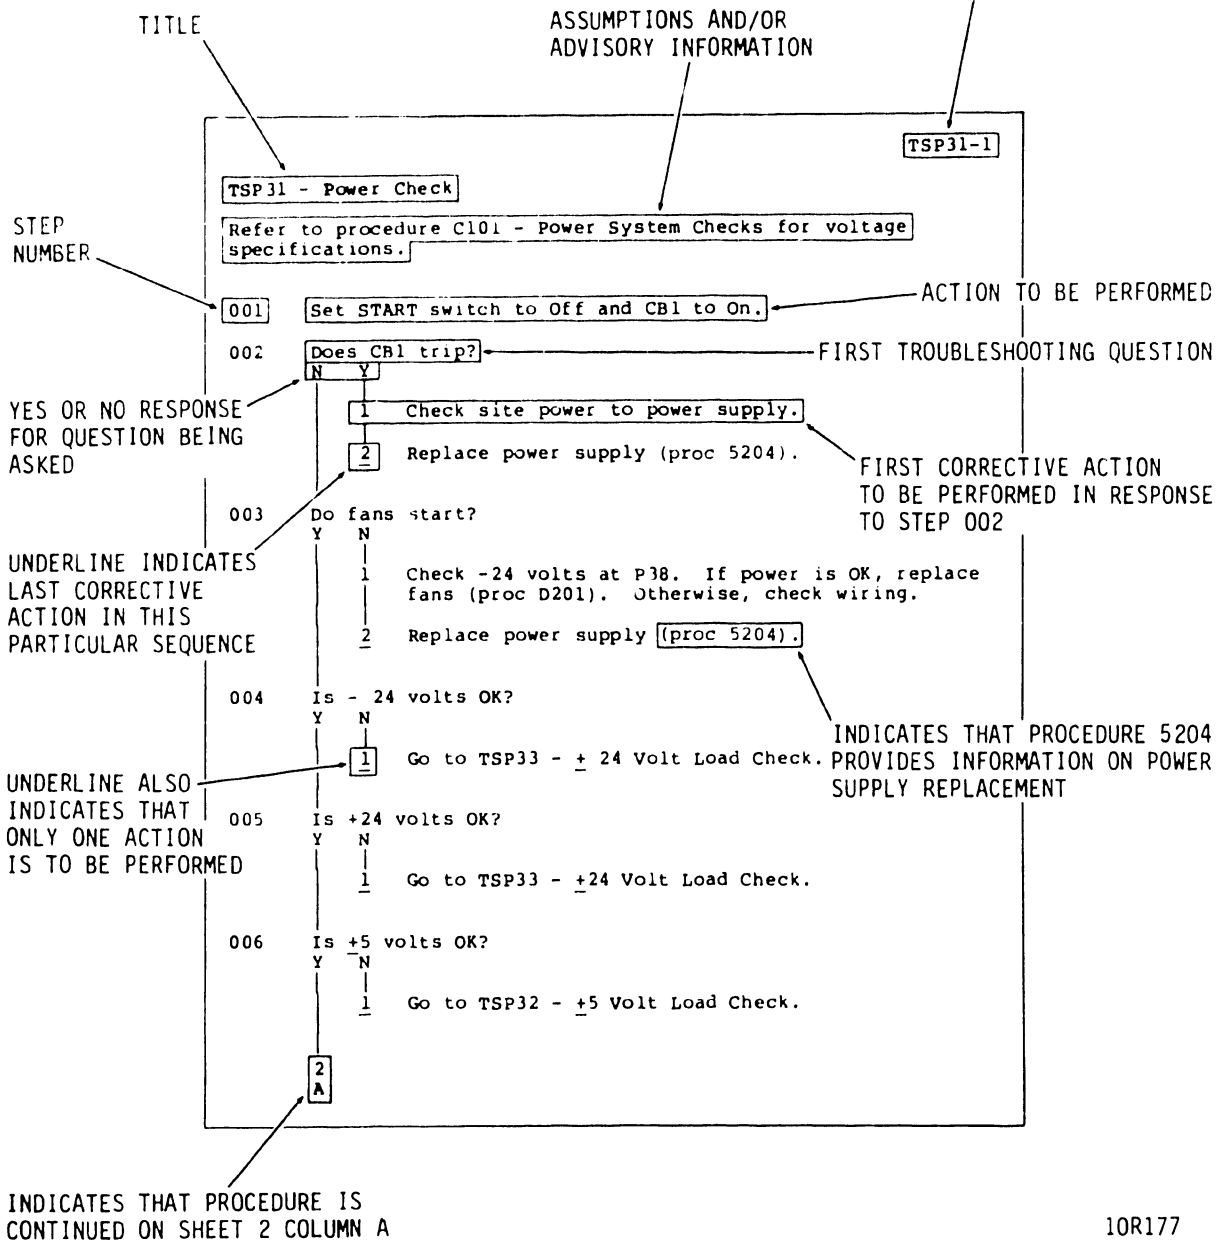 TITLE
ASSUMPTIONS AND/OR
ADVISORY INFORMATION
TSP31-1
TSP31 - Power Check
Refer to procedure C101 - Power System Checks for voltage
specifications.
STEP
NUMBER
001 Set START switch to Off and CB1 to On.
ACTION TO BE PERFORMED
002 Does CB1 trip?
FIRST TROUBLESHOOTING QUESTION
N Y
YES OR NO RESPONSE
FOR QUESTION BEING
ASKED
1 Check site power to power supply.
2 Replace power supply (proc 5204).
FIRST CORRECTIVE ACTION
TO BE PERFORMED IN RESPONSE
TO STEP 002
003 Do fans start?
Y N
UNDERLINE INDICATES
LAST CORRECTIVE
ACTION IN THIS
PARTICULAR SEQUENCE
1 Check -24 volts at P38. If power is OK, replace
fans (proc D201). Otherwise, check wiring.
2 Replace power supply (proc 5204).
004 Is - 24 volts OK?
Y N
1 Go to TSP33 - + 24 Volt Load Check.
INDICATES THAT PROCEDURE 5204
PROVIDES INFORMATION ON POWER
SUPPLY REPLACEMENT
UNDERLINE ALSO
INDICATES THAT
ONLY ONE ACTION
IS TO BE PERFORMED
005 Is +24 volts OK?
Y N
1 Go to TSP33 - ±24 Volt Load Check.
006 Is ±5 volts OK?
Y N
1 Go to TSP32 - ±5 Volt Load Check.
2
A
INDICATES THAT PROCEDURE IS
CONTINUED ON SHEET 2 COLUMN A
10R177